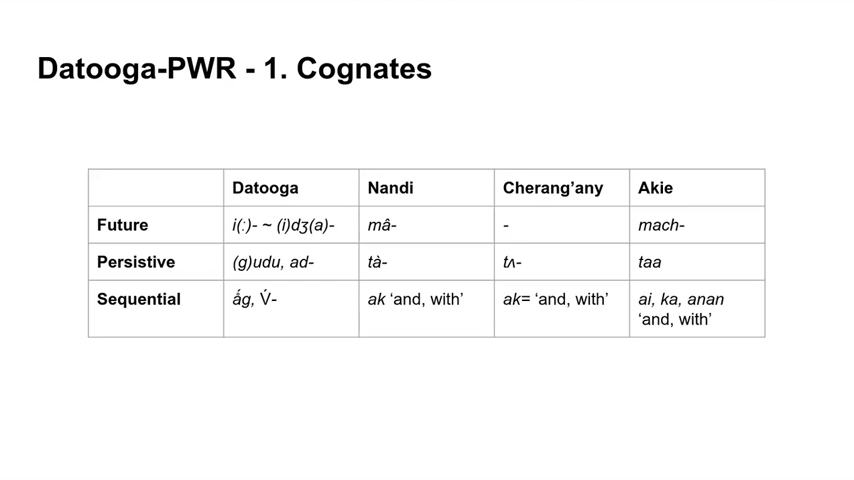 Datooga-PWR - 1. Cognates
Datooga Nandi Cherang’any Akie
Future i(ː)- ~ (i)dʒ(a)- mâ- - mach-
Persistive (g)udu, ad- tà- tʌ- taa
Sequential ǻg, V́- ak ‘and, with’ ak= ‘and, with’ ai, ka, anan
‘and, with’